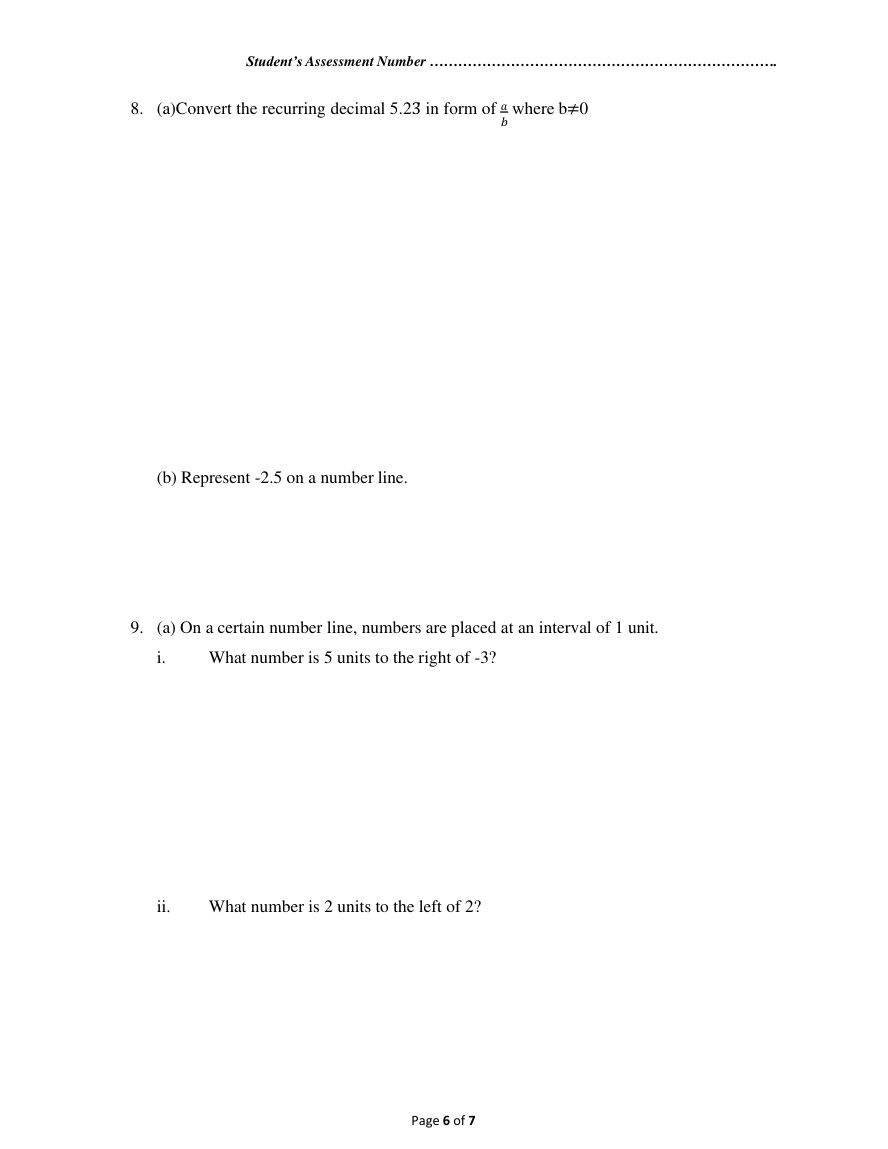 Student's Assessment Number …………………………………………………………….
8. (a)Convert the recurring decimal 5.23 in form of a/b where b≠0
(b) Represent -2.5 on a number line.
9. (a) On a certain number line, numbers are placed at an interval of 1 unit.
i. What number is 5 units to the right of -3?
ii. What number is 2 units to the left of 2?
Page 6 of 7